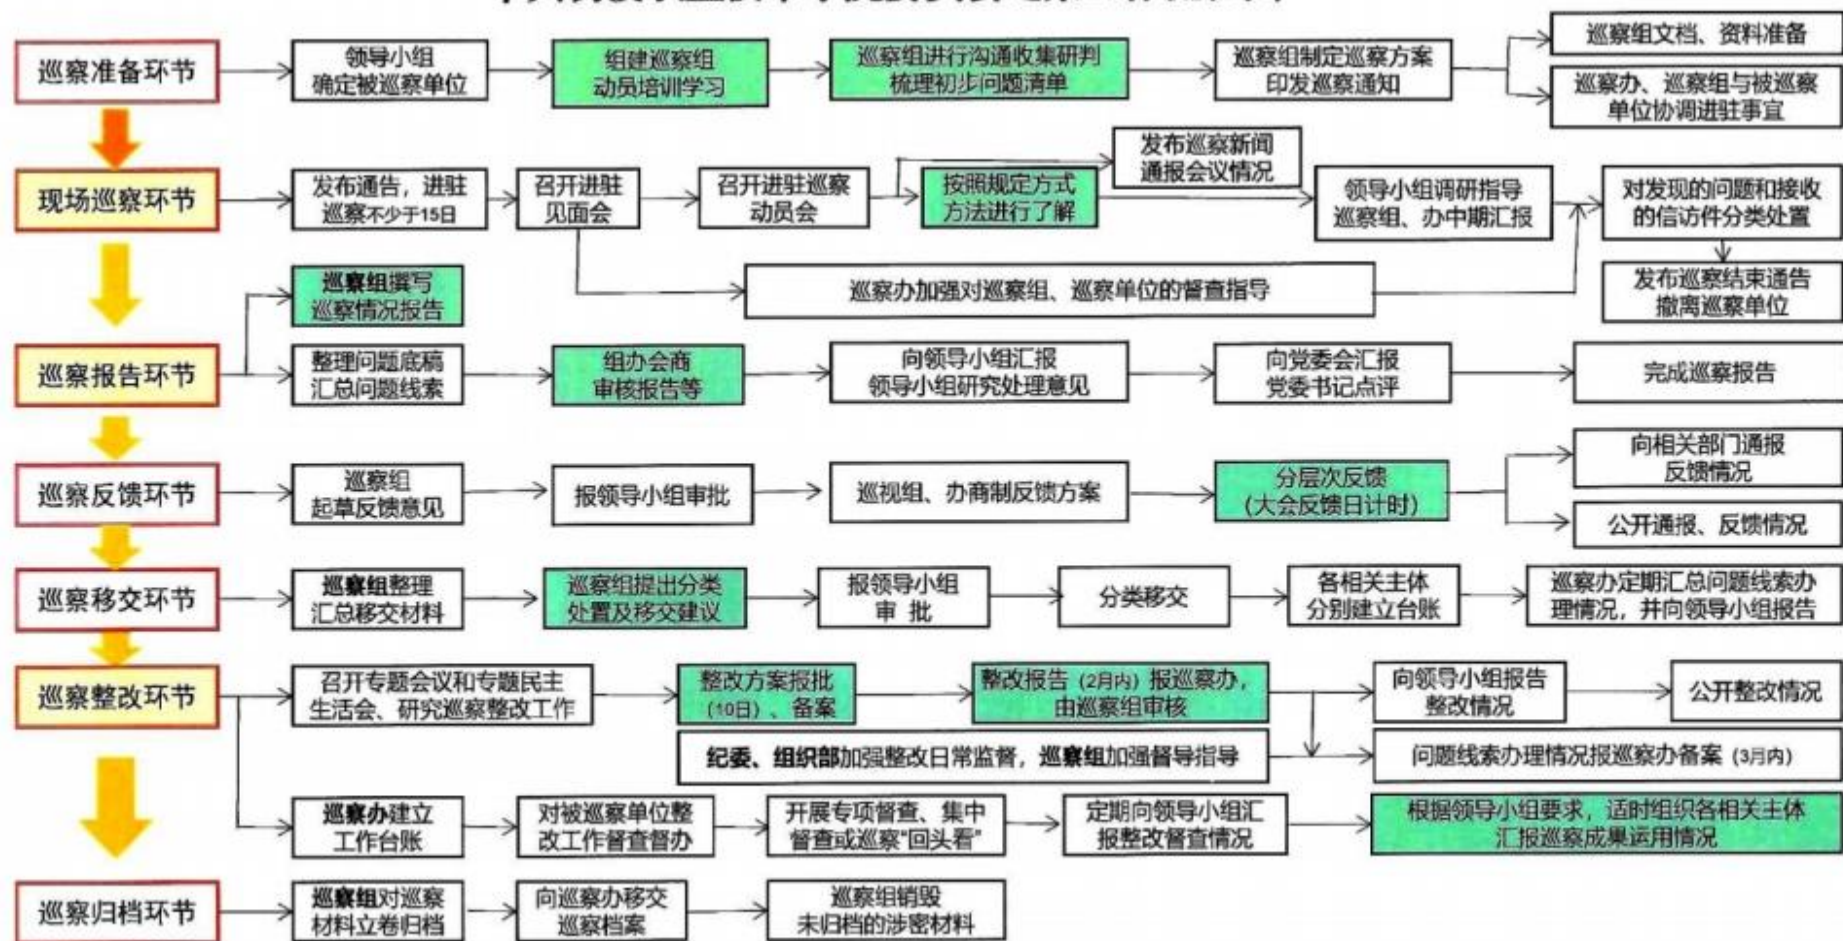 巡察准备环节
领导小组
确定被巡察单位
组建巡察组
动员培训学习
巡察组进行沟通收集研判
梳理初步问题清单
巡察组制定巡察方案
印发巡察通知
巡察组文档、资料准备
巡察办、巡察组与被巡察
单位协调进驻事宜
现场巡察环节
发布通告，进驻
巡察不少于15日
召开进驻
见面会
召开进驻巡察
动员会
发布巡察新闻
通报会议情况
按照规定方式
方法进行了解
领导小组调研指导
巡察组、办中期汇报
对发现的问题和接收
的信访件分类处置
巡察办加强对巡察组、巡察单位的督查指导
发布巡察结束通告
撤离巡察单位
巡察组撰写
巡察情况报告
巡察报告环节
整理问题底稿
汇总问题线索
组办会商
审核报告等
向领导小组汇报
领导小组研究处理意见
向党委会汇报
党委书记点评
完成巡察报告
巡察反馈环节
巡察组
起草反馈意见
报领导小组审批
巡视组、办商制反馈方案
分层次反馈
（大会反馈日计时）
向相关部门通报
反馈情况
公开通报、反馈情况
巡察移交环节
巡察组整理
汇总移交材料
巡察组提出分类
处置及移交建议
报领导小组
审 批
分类移交
各相关主体
分别建立台账
巡察办定期汇总问题线索办
理情况，并向领导小组报告
巡察整改环节
召开专题会议和专题民主
生活会、研究巡察整改工作
整改方案报批
（10日）、备案
整改报告（2月内）报巡察办，
由巡察组审核
向领导小组报告
整改情况
公开整改情况
纪委、组织部加强整改日常监督，巡察组加强督导指导
问题线索办理情况报巡察办备案（3月内）
巡察办建立
工作台账
对被巡察单位整
改工作督查督办
开展专项督查、集中
督查或巡察“回头看”
定期向领导小组汇
报整改督查情况
根据领导小组要求，适时组织各相关主体
汇报巡察成果运用情况
巡察归档环节
巡察组对巡察
材料立卷归档
向巡察办移交
巡察档案
巡察组销毁
未归档的涉密材料